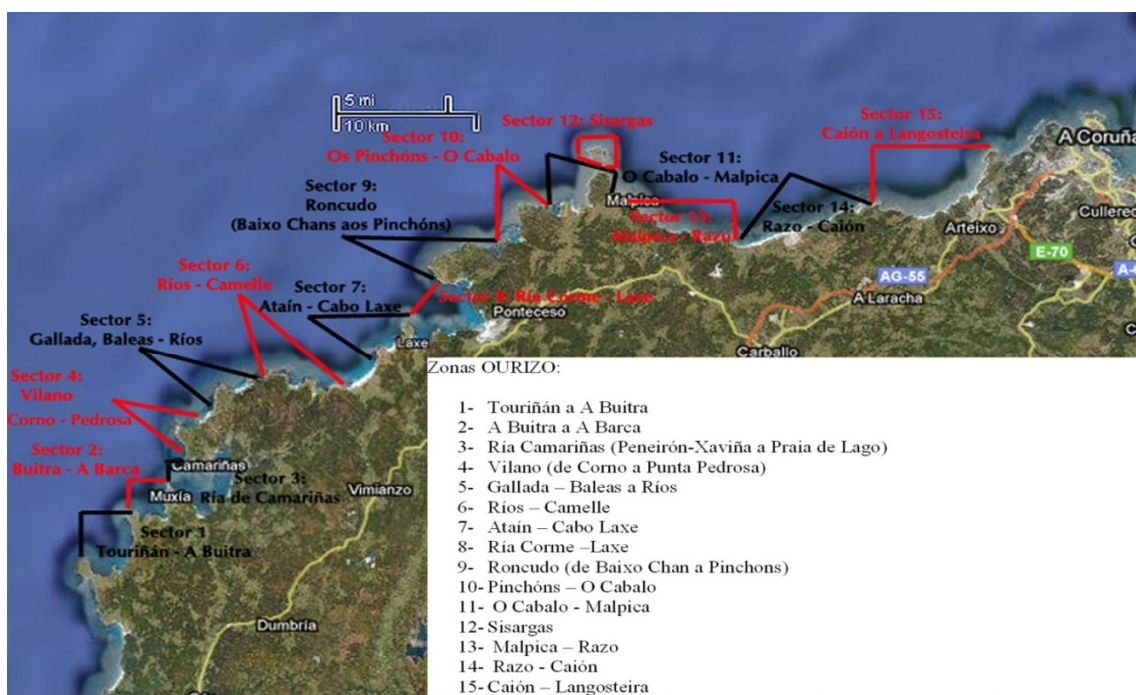 5 mi
10 km
Sector 12: Sisargas
Sector 15:
Caión a Langosteira
A Coruña
Sector 10:
Os Pinchóns - O Cabalo
Sector 11:
O Cabalo - Malpica
Sector 9:
Roncudo
(Baixo Chans aos Pinchóns)
Malpica
Sector 13:
Malpica - Razo
Sector 14:
Razo - Caión
Culleredo
Arteixo
E-70
AG-55
A-6
A Laracha
Sector 6:
Ríos - Camelle
Sector 7:
Ataín - Cabo Laxe
Sector 8: Ría Corme - Laxe
Ponteceso
Laxe
Carballo
Sector 5:
Gallada, Baleas - Ríos
Sector 4:
Vilano
Corno - Pedrosa
Sector 2:
Buitra - A Barca
Camariñas
Muxía
Sector 3:
Ría de Camariñas
Vimianzo
Sector 1
Touriñán - A Buitra
Dumbría
Zonas OURIZO:
1- Touriñán a A Buitra
2- A Buitra a A Barca
3- Ría Camariñas (Peneirón-Xaviña a Praia de Lago)
4- Vilano (de Corno a Punta Pedrosa)
5- Gallada – Baleas a Ríos
6- Ríos – Camelle
7- Ataín – Cabo Laxe
8- Ría Corme –Laxe
9- Roncudo (de Baixo Chan a Pinchons)
10- Pinchóns – O Cabalo
11- O Cabalo - Malpica
12- Sisargas
13- Malpica – Razo
14- Razo - Caión
15- Caión – Langosteira